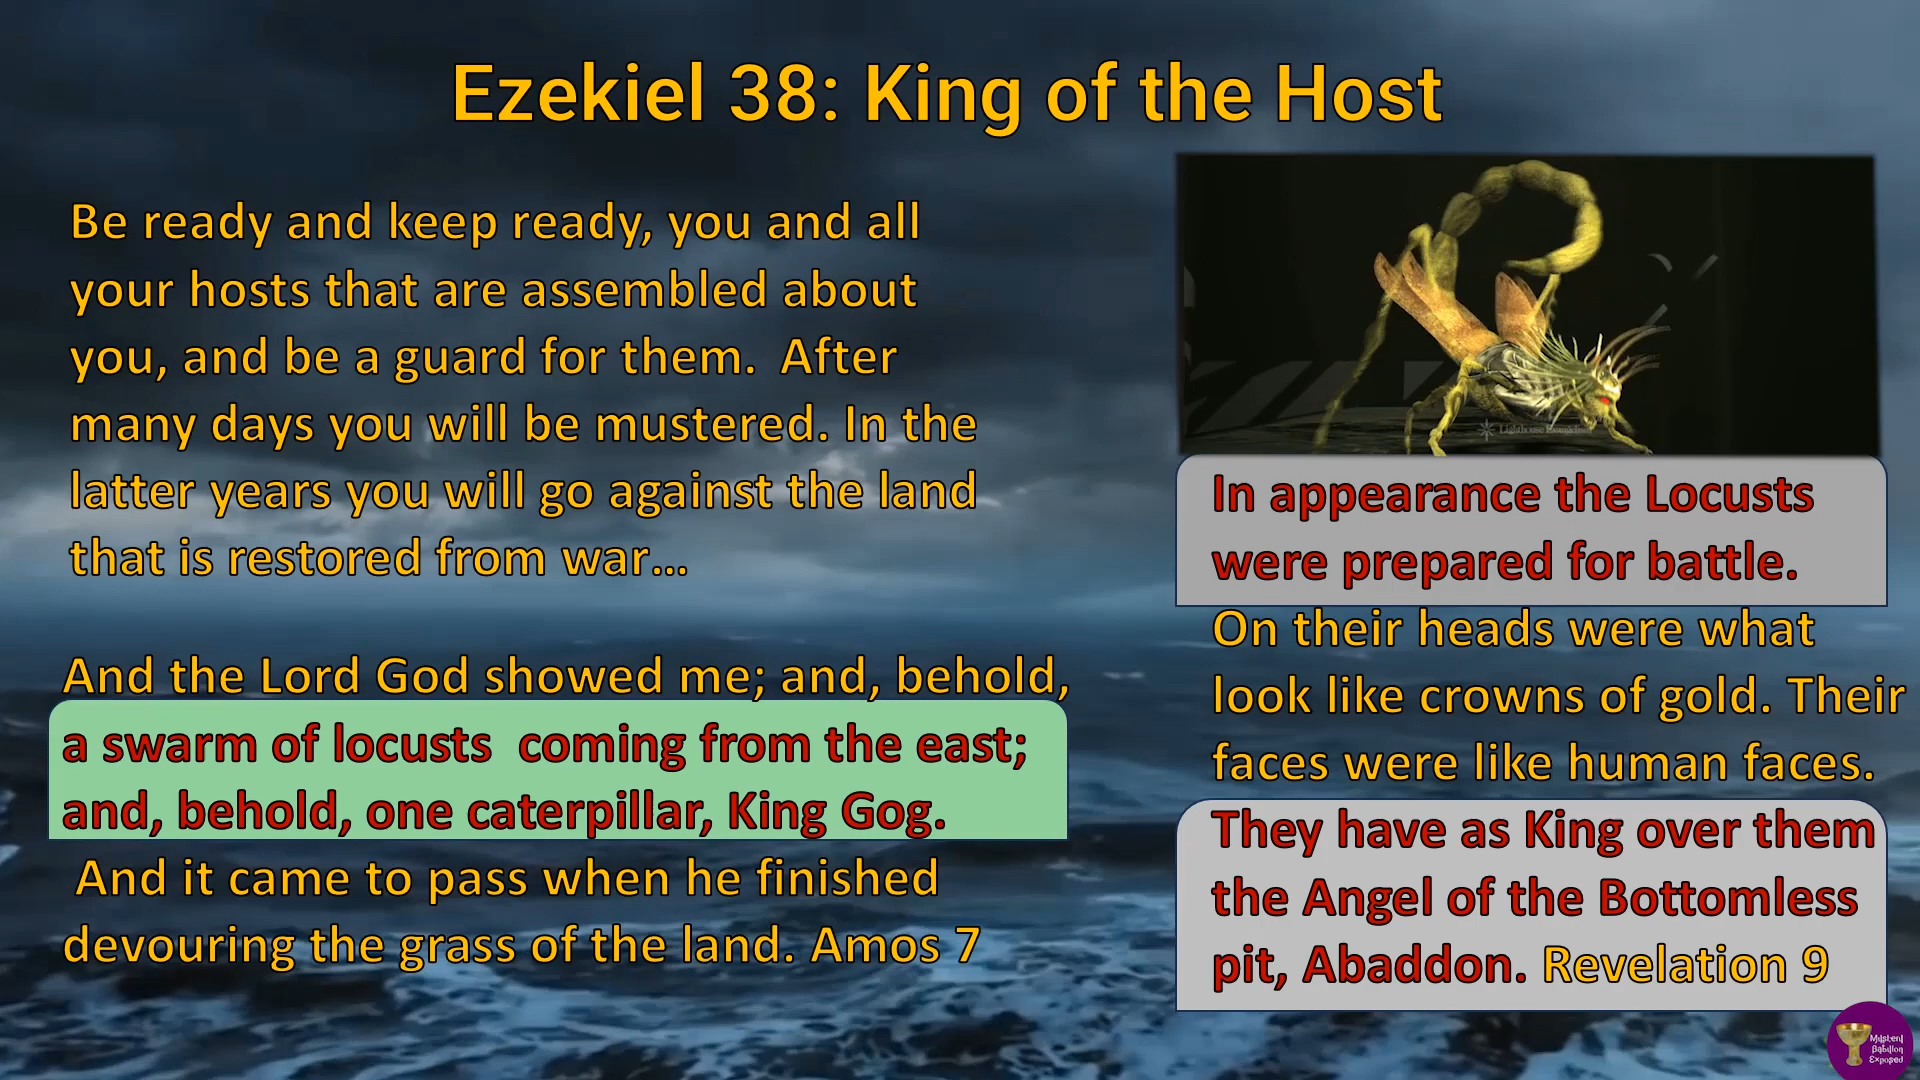 Ezekiel 38: King of the Host
Be ready and keep ready, you and all
your hosts that are assembled about
you, and be a guard for them.  After
many days you will be mustered. In the
latter years you will go against the land
that is restored from war...
And the Lord God showed me; and, behold,
a swarm of locusts  coming from the east;
and, behold, one caterpillar, King Gog.
And it came to pass when he finished
devouring the grass of the land. Amos 7
Lighthouse Evangelism
In appearance the Locusts
were prepared for battle.
On their heads were what
look like crowns of gold. Their
faces were like human faces.
They have as King over them
the Angel of the Bottomless
pit, Abaddon. Revelation 9
Babylon
Exposed